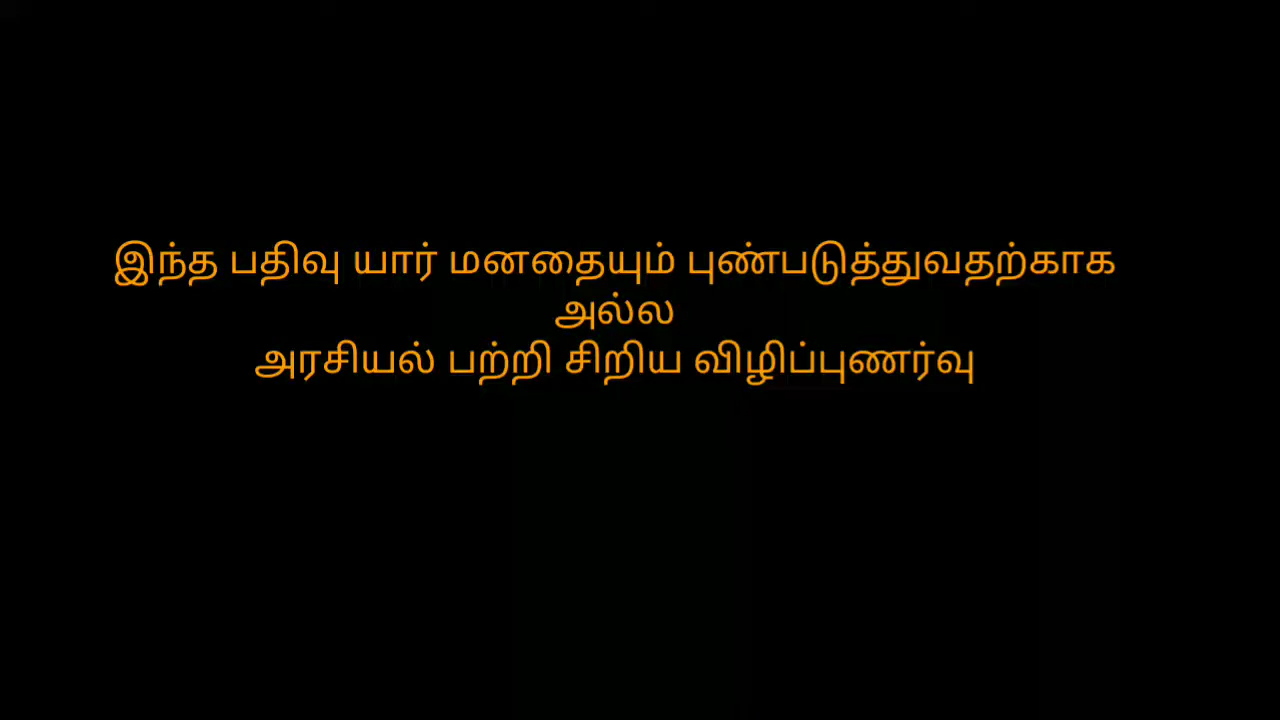 இந்த பதிவு யார் மனதையும் புண்படுத்துவதற்காக
அல்ல
அரசியல் பற்றி சிறிய விழிப்புணர்வு